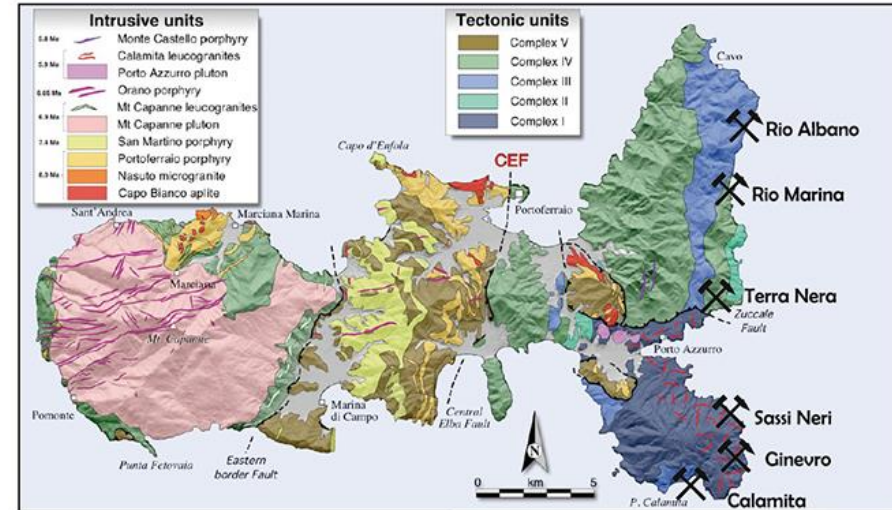 Intrusive units
Monte Castello porphyry
Calamita leucogranites
Porto Azzurro pluton
Orano porphyry
Mt Capanne leucogranites
Mt Capanne pluton
San Martino porphyry
Portoferraio porphyry
Nasuto microgranite
Capo Bianco aplite
Tectonic units
Complex V
Complex IV
Complex III
Complex II
Complex I
Cavo
Rio Albano
Capo d'Enfola
CEF
Rio Marina
Portoferraio
Sant'Andrea
Marciana Marina
Marciana
Terra Nera
Zuccale
Fault
Mt. Capanne
Porto Azzurro
Pomonte
Marina
di Campo
Central
Elba Fault
Sassi Neri
Punta Fetovaia
Eastern
border Fault
N
Ginevro
0 km 5
P. Calamita
Calamita